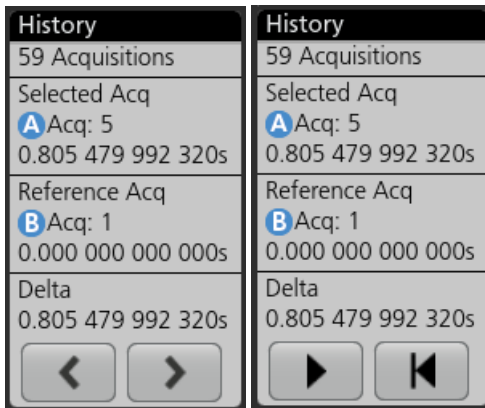 History
59 Acquisitions
Selected Acq
A Acq: 5
0.805 479 992 320s
Reference Acq
B Acq: 1
0.000 000 000 000s
Delta
0.805 479 992 320s
History
59 Acquisitions
Selected Acq
A Acq: 5
0.805 479 992 320s
Reference Acq
B Acq: 1
0.000 000 000 000s
Delta
0.805 479 992 320s